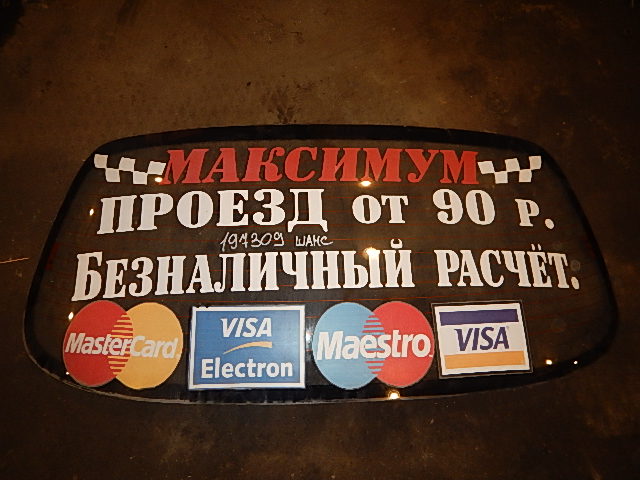 МАКСИМУМ
ПРОЕЗД ОТ 90 Р.
197309 ШАНС
БЕЗНАЛИЧНЫЙ РАСЧЁТ.
MasterCard VISA Electron Maestro VISA